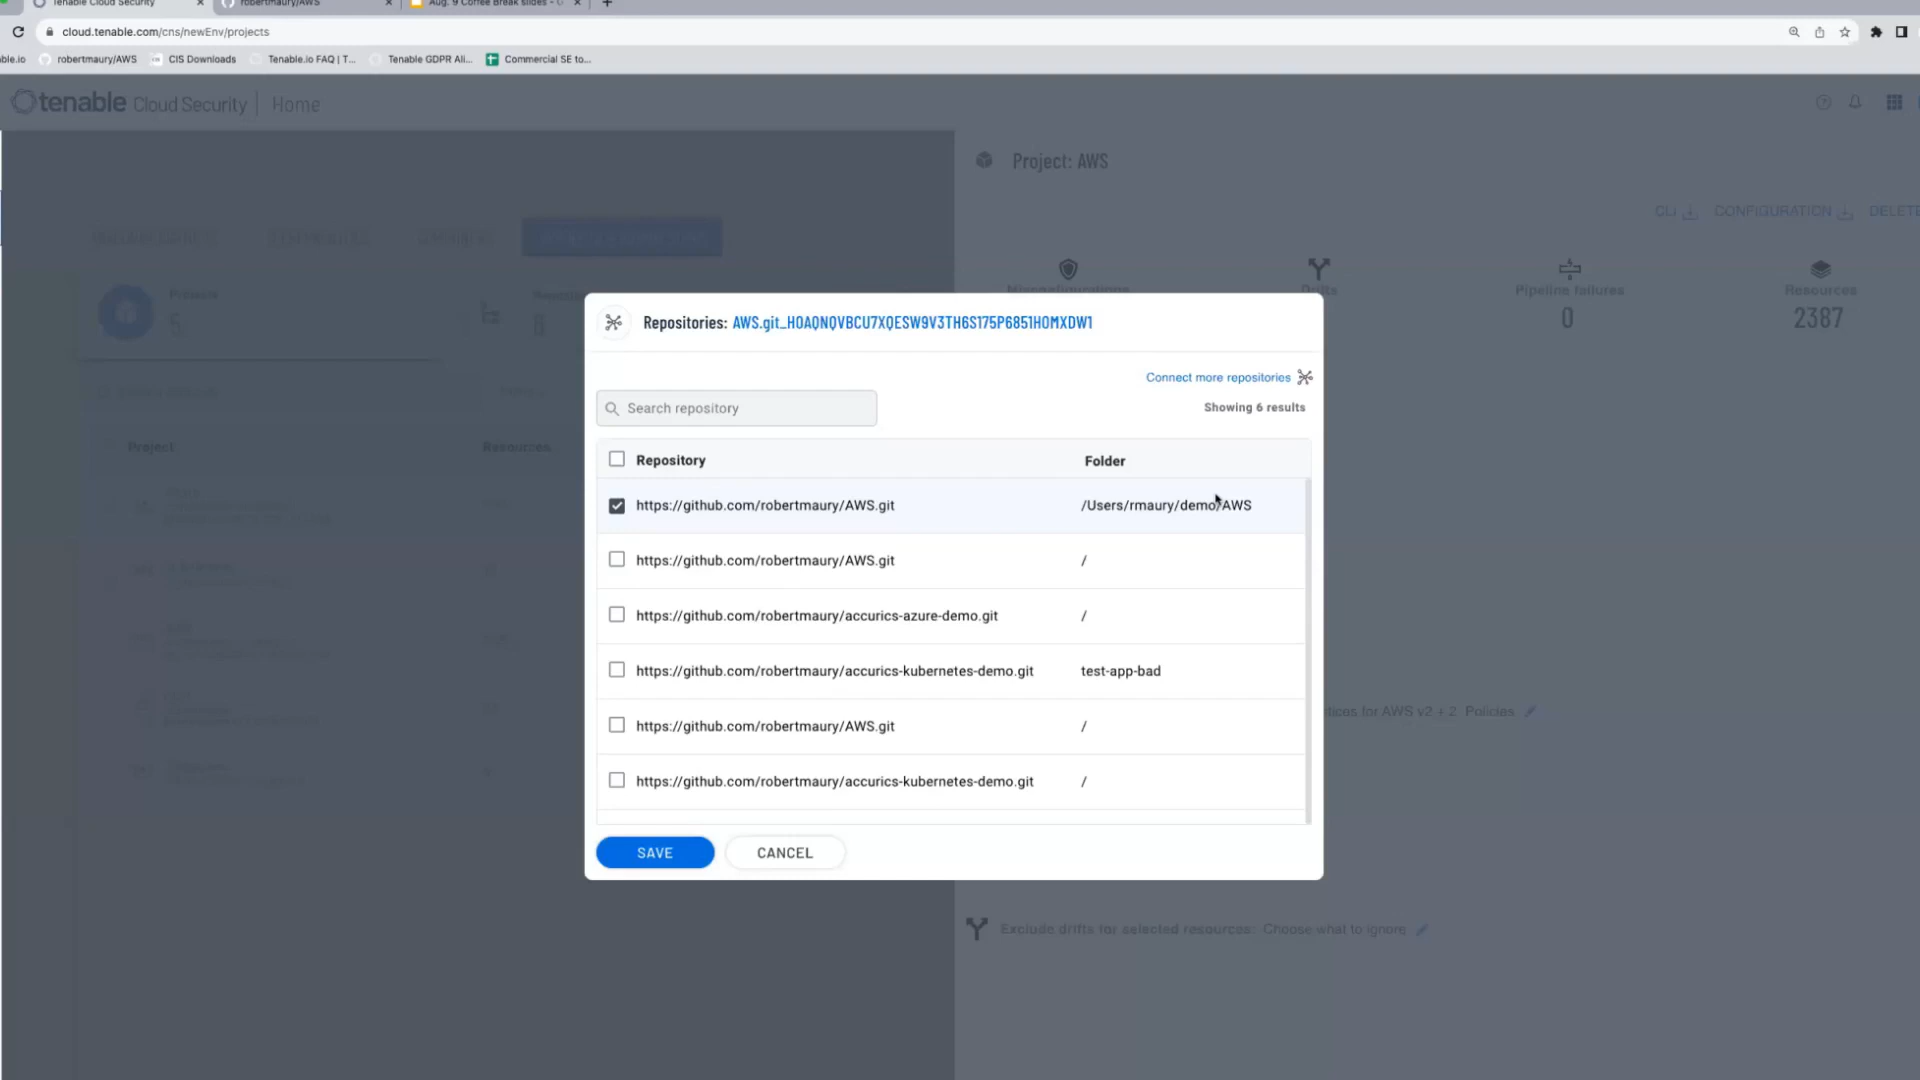 Tenable Cloud Security
robertmaury/AWS
Aug. 9 Coffee Break slides - G
cloud.tenable.com/cns/newEnv/projects
ble.io
robertmaury/AWS
CIS Downloads
Tenable.io FAQ | T...
Tenable GDPR Ali...
Commercial SE to...
tenable Cloud Security | Home
Project: AWS
CLI
CONFIGURATION
DELETE
Misconfigurations
Drifts
Pipeline failures
Resources
0
2387
Projects
5
6
Project
Resources
Repositories: AWS.git_H0AQNQVBCU7XQESW9V3TH6S175P6851H0MXDW1
Connect more repositories
Search repository
Showing 6 results
Repository
Folder
https://github.com/robertmaury/AWS.git
/Users/rmaury/demo/AWS
https://github.com/robertmaury/AWS.git
/
https://github.com/robertmaury/accurics-azure-demo.git
/
https://github.com/robertmaury/accurics-kubernetes-demo.git
test-app-bad
https://github.com/robertmaury/AWS.git
/
https://github.com/robertmaury/accurics-kubernetes-demo.git
/
SAVE
CANCEL
tices for AWS v2 + 2 Policies
Exclude drifts for selected resources: Choose what to ignore